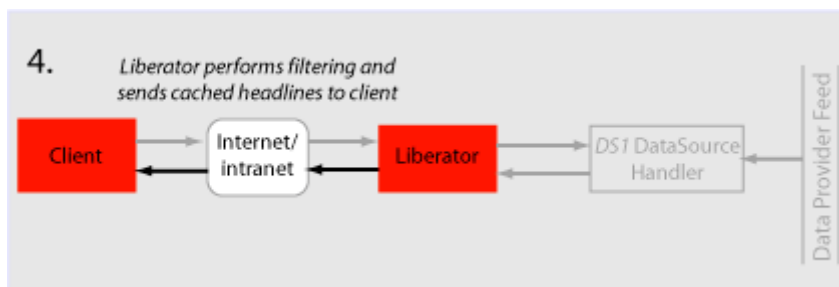 4.
Liberator performs filtering and
sends cached headlines to client
Client
Internet/
intranet
Liberator
DS1 DataSource
Handler
Data Provider Feed